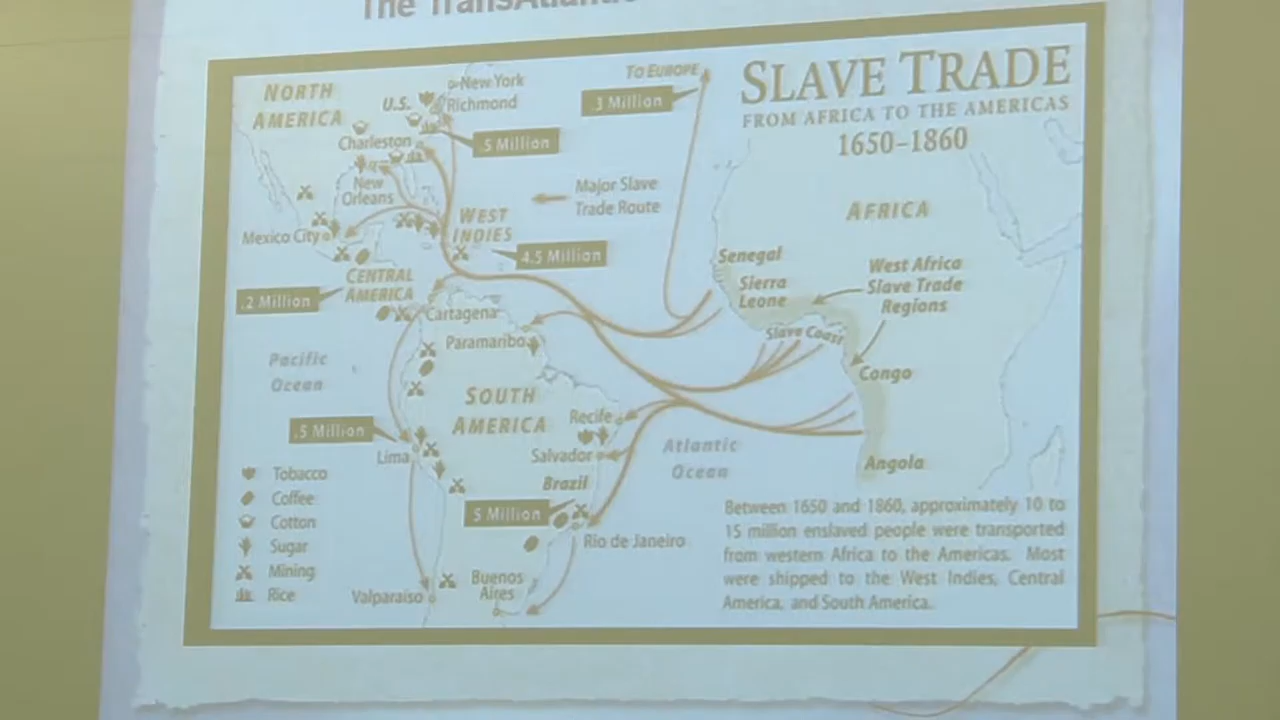 The TransAtlantic
SLAVE TRADE
FROM AFRICA TO THE AMERICAS
1650–1860
NORTH
AMERICA
New York
U.S.
Richmond
Charleston
New
Orleans
Mexico City
.5 Million
TO EUROPE
.3 Million
Major Slave
Trade Route
WEST
INDIES
4.5 Million
CENTRAL
AMERICA
.2 Million
Cartagena
Paramaribo
Pacific
Ocean
SOUTH
AMERICA
.5 Million
Lima
Recife
Salvador
Brazil
5 Million
Rio de Janeiro
Buenos
Aires
Valparaiso
Atlantic
Ocean
AFRICA
Senegal
Sierra
Leone
West Africa
Slave Trade
Regions
Slave Coast
Congo
Angola
Tobacco
Coffee
Cotton
Sugar
Mining
Rice
Between 1650 and 1860, approximately 10 to
15 million enslaved people were transported
from western Africa to the Americas. Most
were shipped to the West Indies, Central
America, and South America.